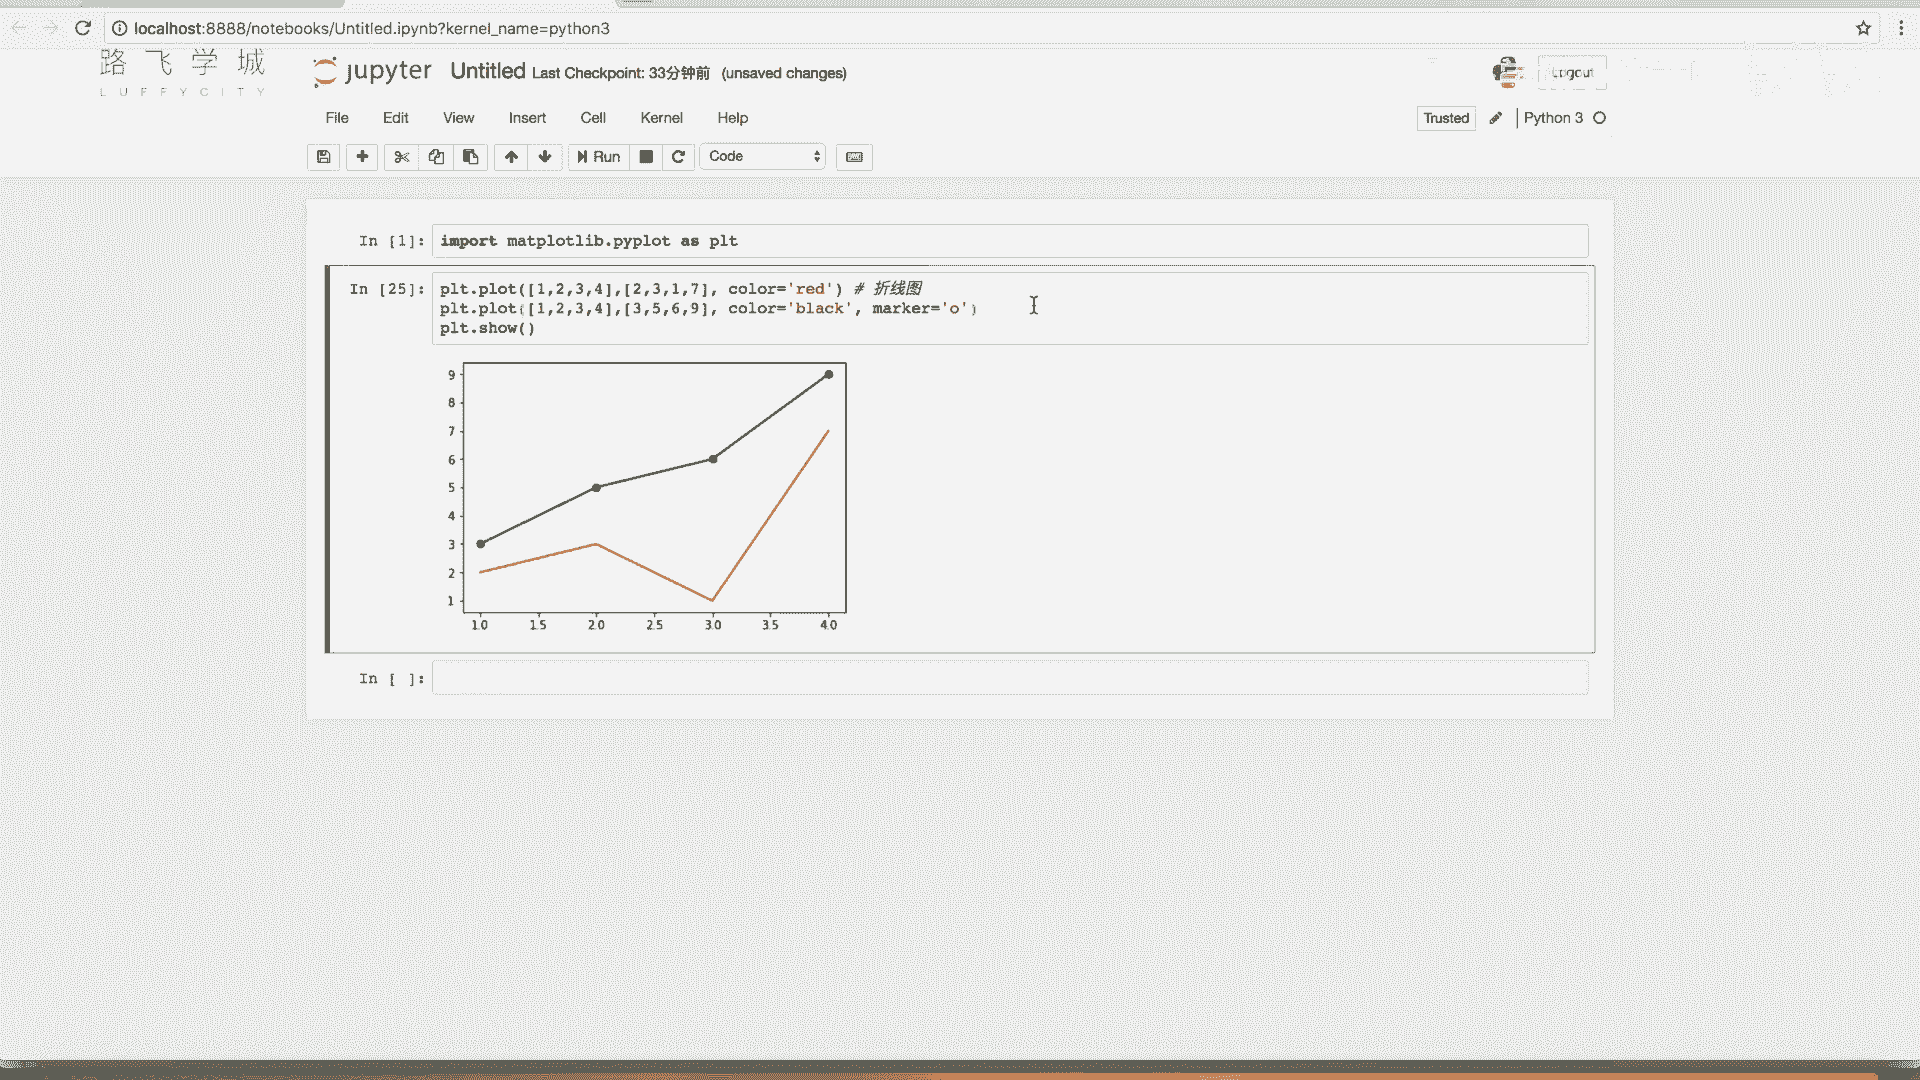 localhost:8888/notebooks/Untitled.ipynb?kernel_name=python3
路飞学城
LUFFYCITY
jupyter Untitled Last Checkpoint: 33分钟前 (unsaved changes)
Logout
File Edit View Insert Cell Kernel Help
Trusted Python 3
Run Code
In [1]: import matplotlib.pyplot as plt
In [25]: plt.plot([1,2,3,4],[2,3,1,7], color='red') # 折线图
plt.plot([1,2,3,4],[3,5,6,9], color='black', marker='o')
plt.show()
9
8
7
6
5
4
3
2
1
1.0 1.5 2.0 2.5 3.0 3.5 4.0
In [ ]: